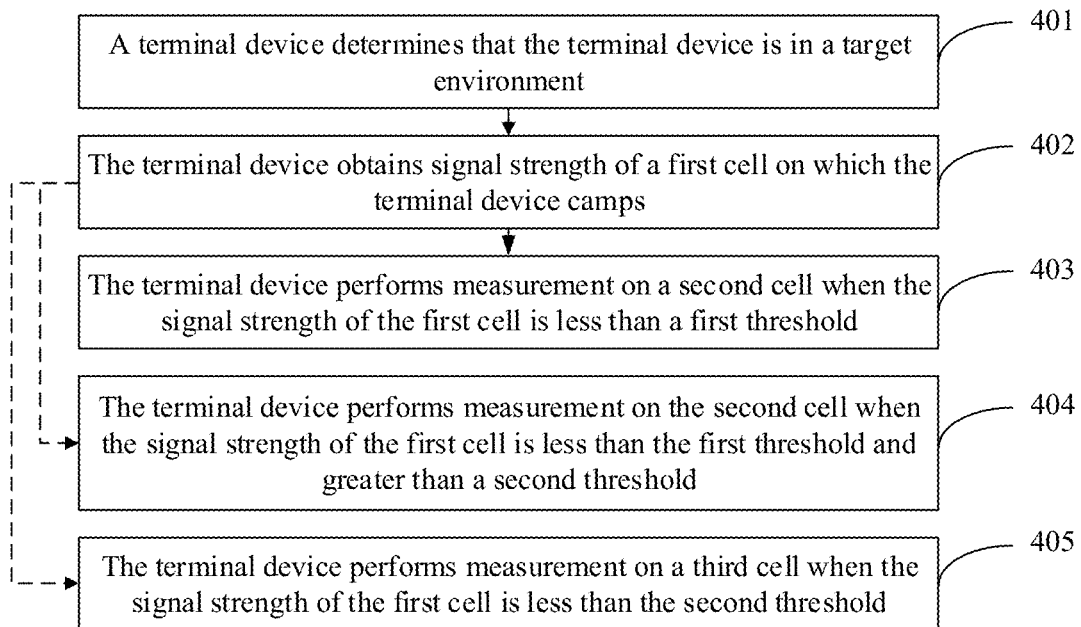 A terminal device determines that the terminal device is in a target
environment
401
The terminal device obtains signal strength of a first cell on which the
terminal device camps
402
The terminal device performs measurement on a second cell when the
signal strength of the first cell is less than a first threshold
403
The terminal device performs measurement on the second cell when
the signal strength of the first cell is less than the first threshold and
greater than a second threshold
404
The terminal device performs measurement on a third cell when the
signal strength of the first cell is less than the second threshold
405